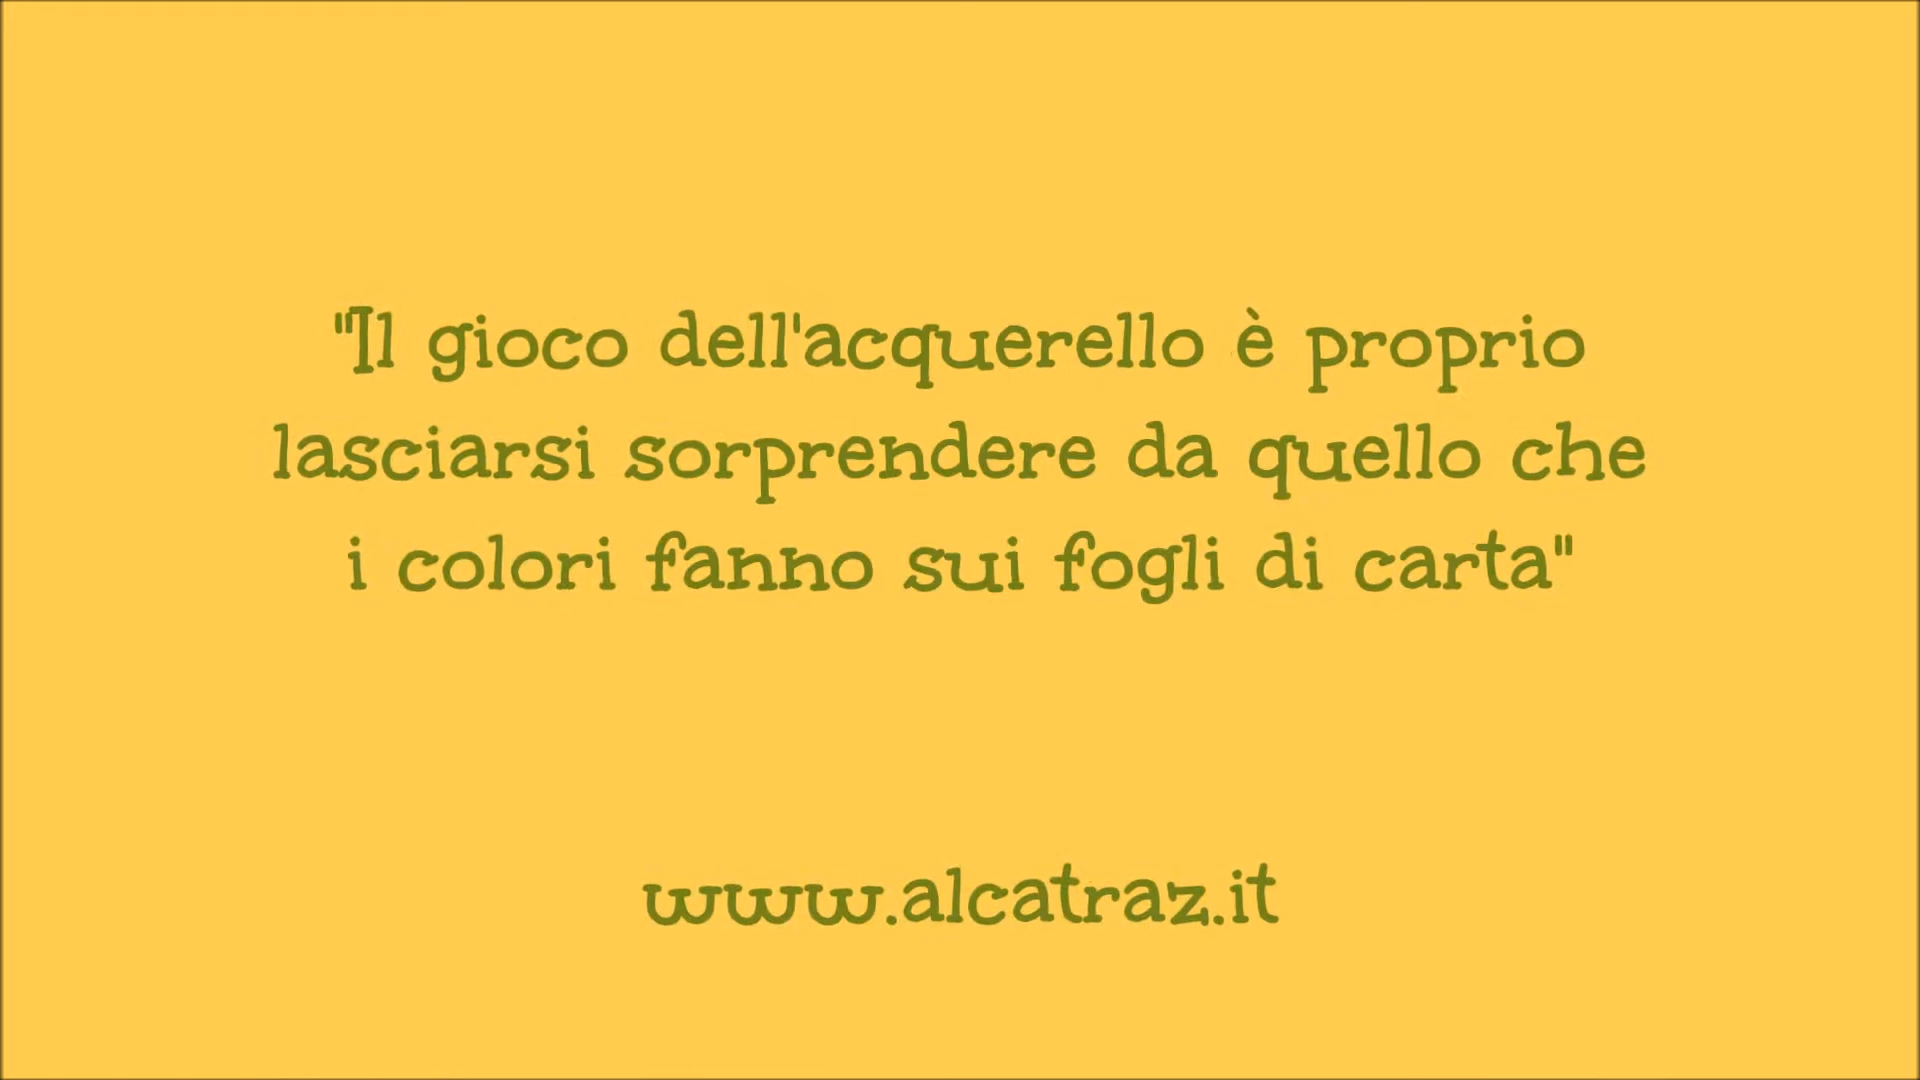 "Il gioco dell'acquerello è proprio
lasciarsi sorprendere da quello che
i colori fanno sui fogli di carta"
www.alcatraz.it